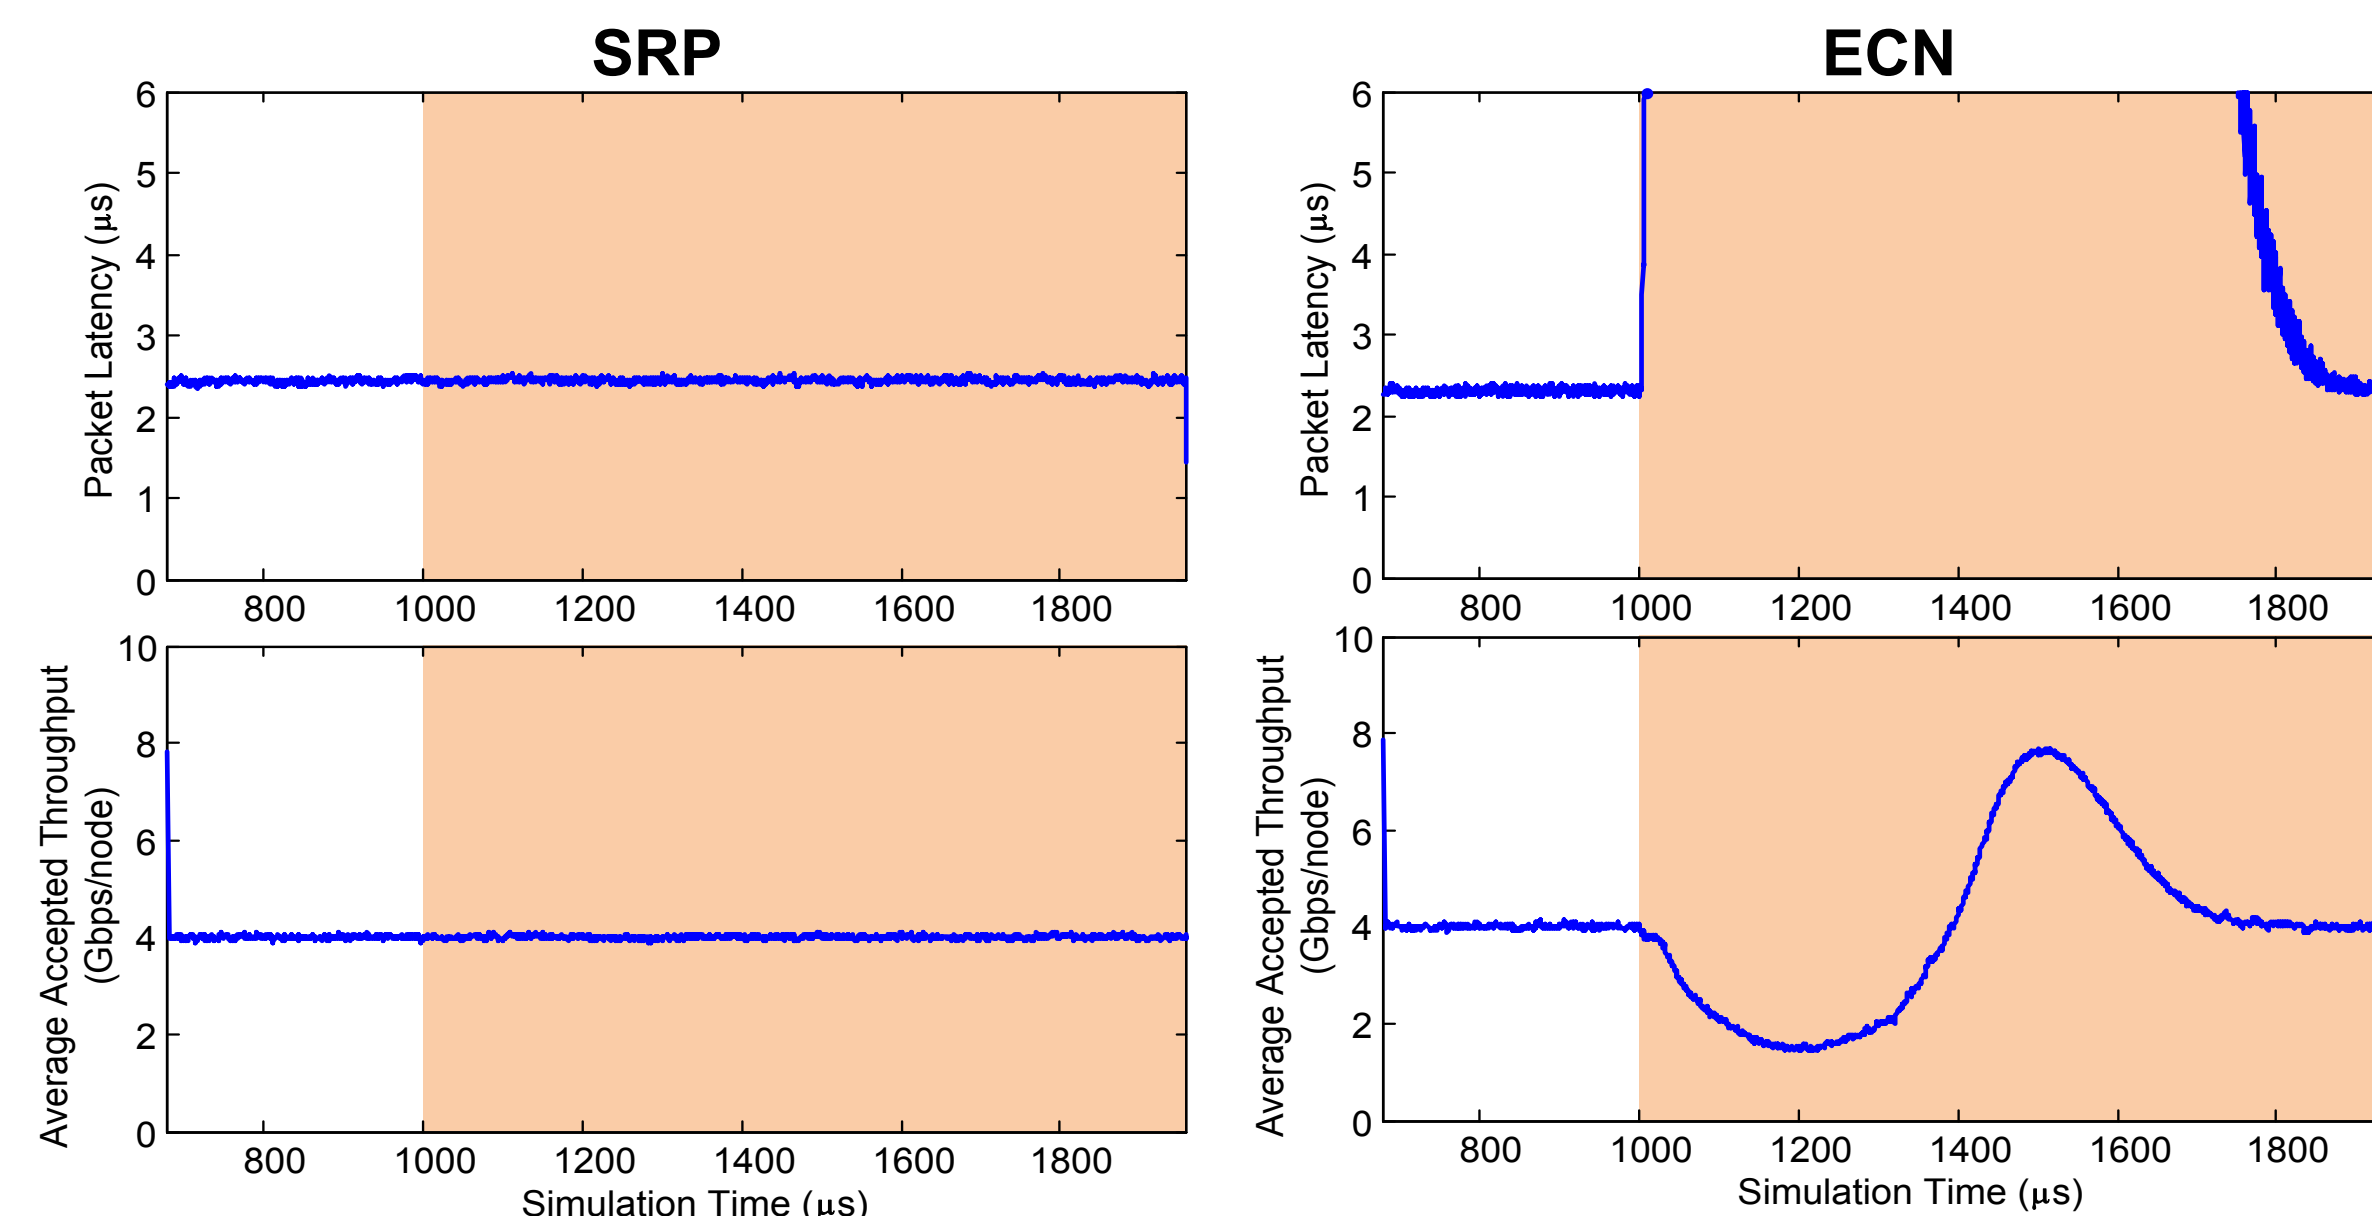 SRP
6
5
4
3
2
1
0
Packet Latency (μs)
800 1000 1200 1400 1600 1800
10
8
6
4
2
0
Average Accepted Throughput
(Gbps/node)
800 1000 1200 1400 1600 1800
Simulation Time (μs)
ECN
6
5
4
3
2
1
0
Packet Latency (μs)
800 1000 1200 1400 1600 1800
10
8
6
4
2
0
Average Accepted Throughput
(Gbps/node)
800 1000 1200 1400 1600 1800
Simulation Time (μs)